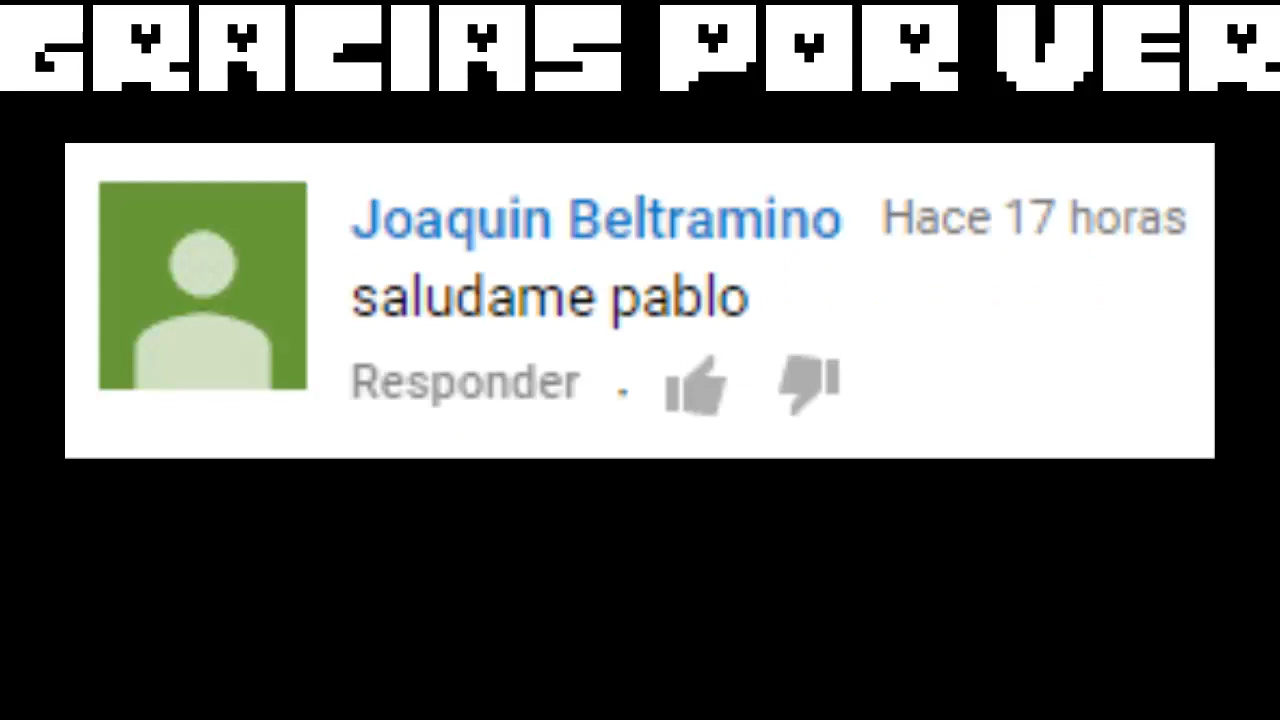 GRACIAS POR VER
Joaquin Beltramino Hace 17 horas
saludame pablo
Responder .